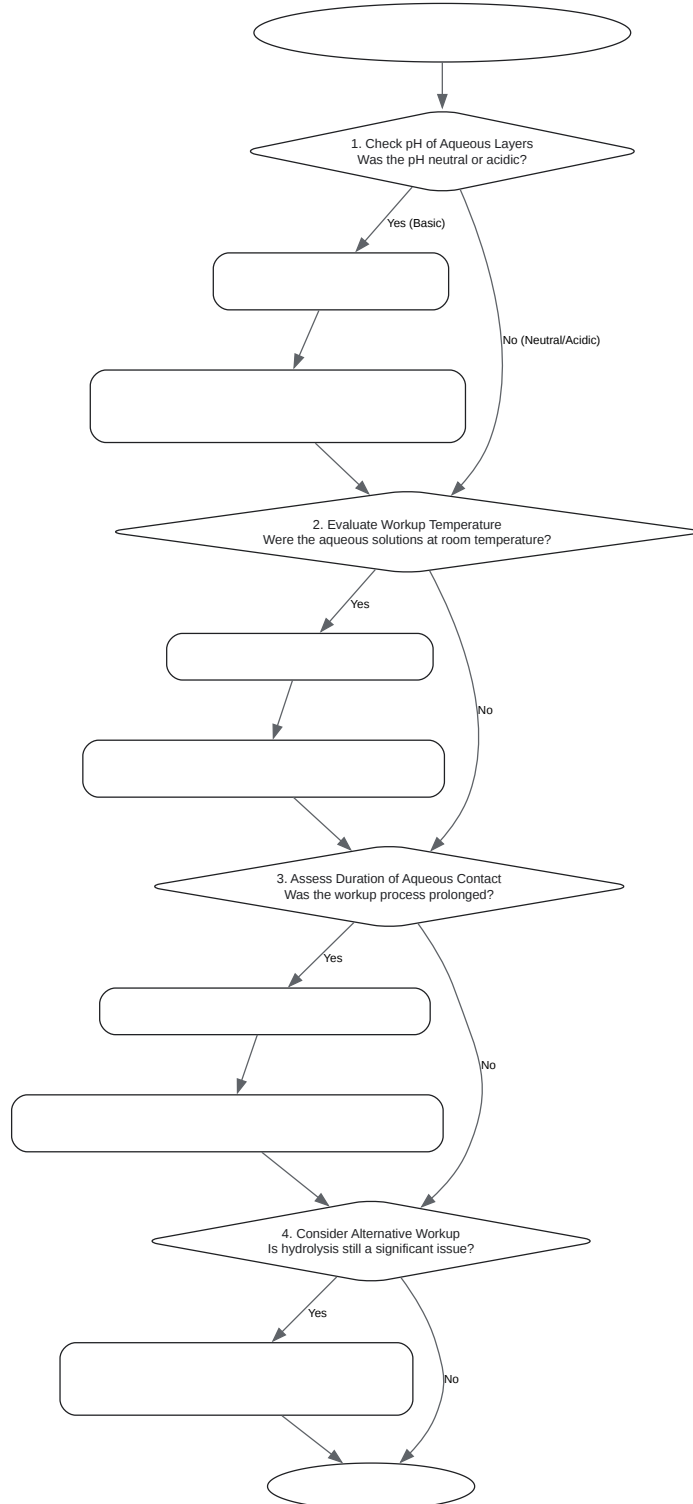 1. Check pH of Aqueous Layers
Was the pH neutral or acidic?
Yes (Basic)
No (Neutral/Acidic)
2. Evaluate Workup Temperature
Were the aqueous solutions at room temperature?
Yes
No
3. Assess Duration of Aqueous Contact
Was the workup process prolonged?
Yes
No
4. Consider Alternative Workup
Is hydrolysis still a significant issue?
Yes
No